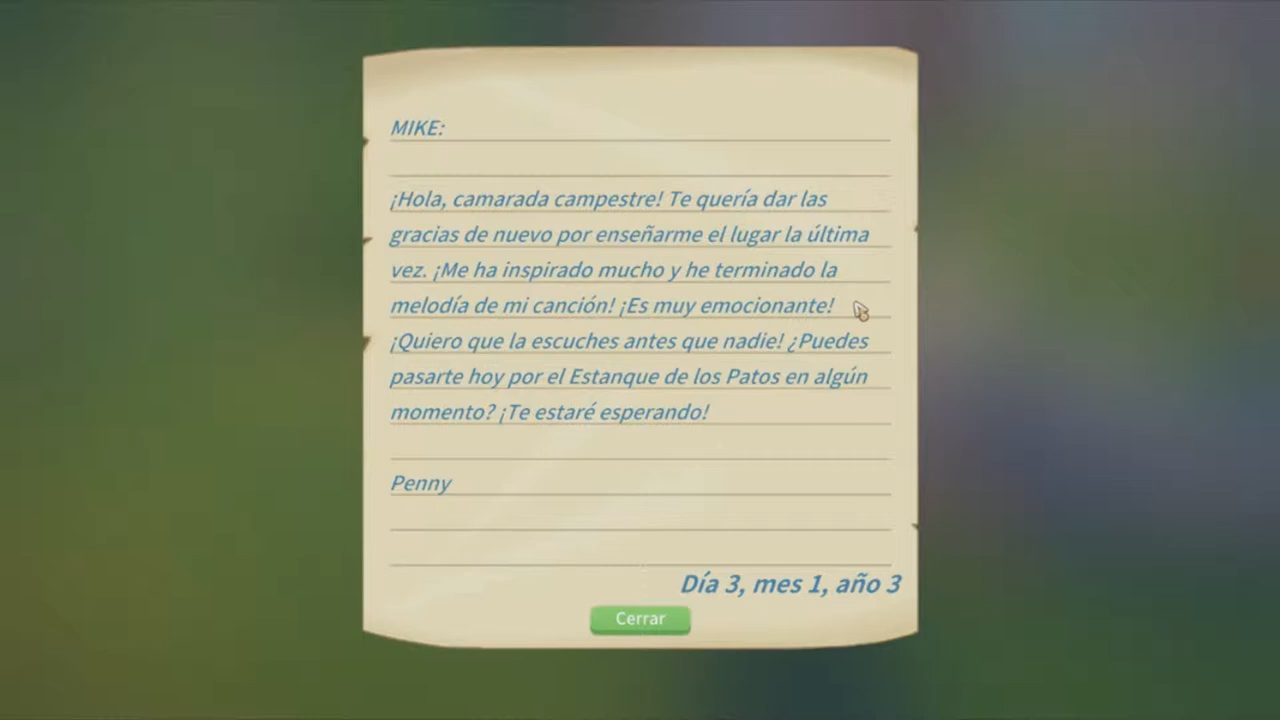 MIKE:
¡Hola, camarada campestre! Te quería dar las
gracias de nuevo por enseñarme el lugar la última
vez. ¡Me ha inspirado mucho y he terminado la
melodía de mi canción! ¡Es muy emocionante!
¡Quiero que la escuches antes que nadie! ¿Puedes
pasarte hoy por el Estanque de los Patos en algún
momento? ¡Te estaré esperando!
Penny
Día 3, mes 1, año 3
Cerrar